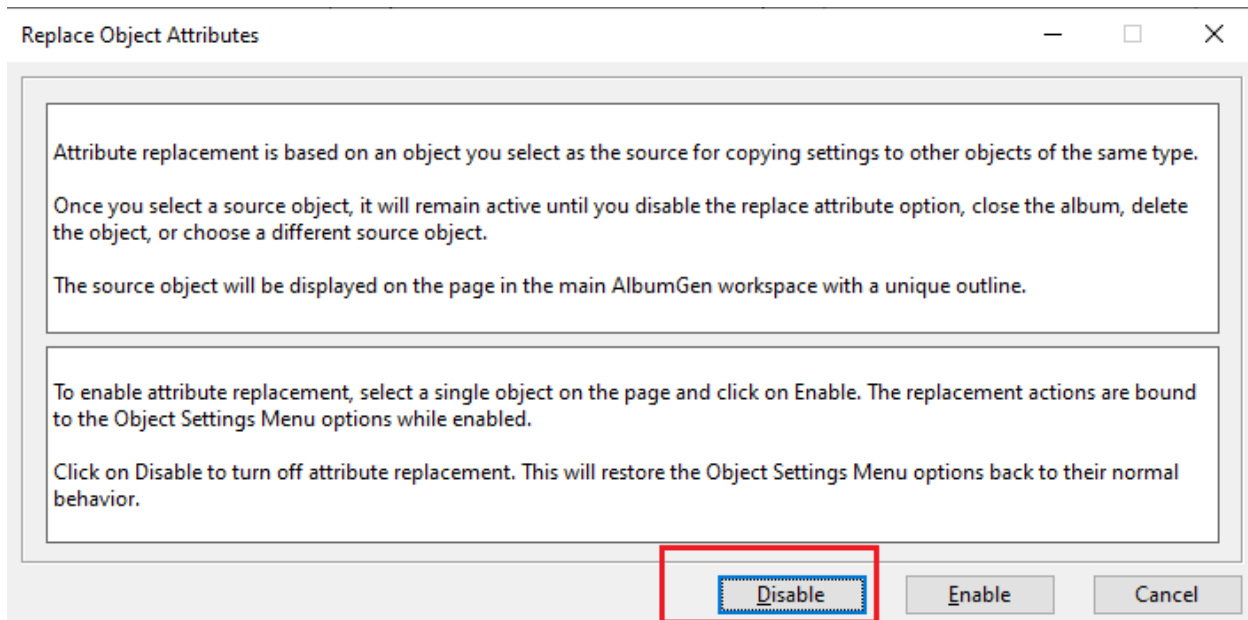 Replace Object Attributes
Attribute replacement is based on an object you select as the source for copying settings to other objects of the same type.
Once you select a source object, it will remain active until you disable the replace attribute option, close the album, delete
the object, or choose a different source object.
The source object will be displayed on the page in the main AlbumGen workspace with a unique outline.
To enable attribute replacement, select a single object on the page and click on Enable. The replacement actions are bound
to the Object Settings Menu options while enabled.
Click on Disable to turn off attribute replacement. This will restore the Object Settings Menu options back to their normal
behavior.
Disable
Enable
Cancel